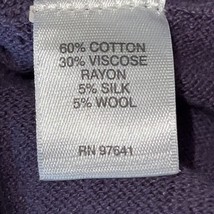 60% COTTON
30% VISCOSE
RAYON
5% SILK
5% WOOL
RN 97641